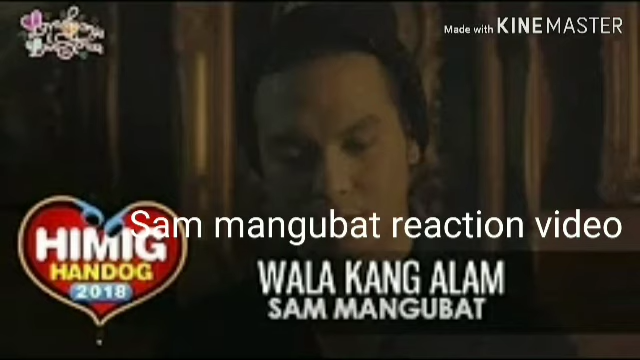 Made with KINEMASTER
Sam mangubat reaction video
HIMIG
HANDOG
2018
WALA KANG ALAM
SAM MANGUBAT